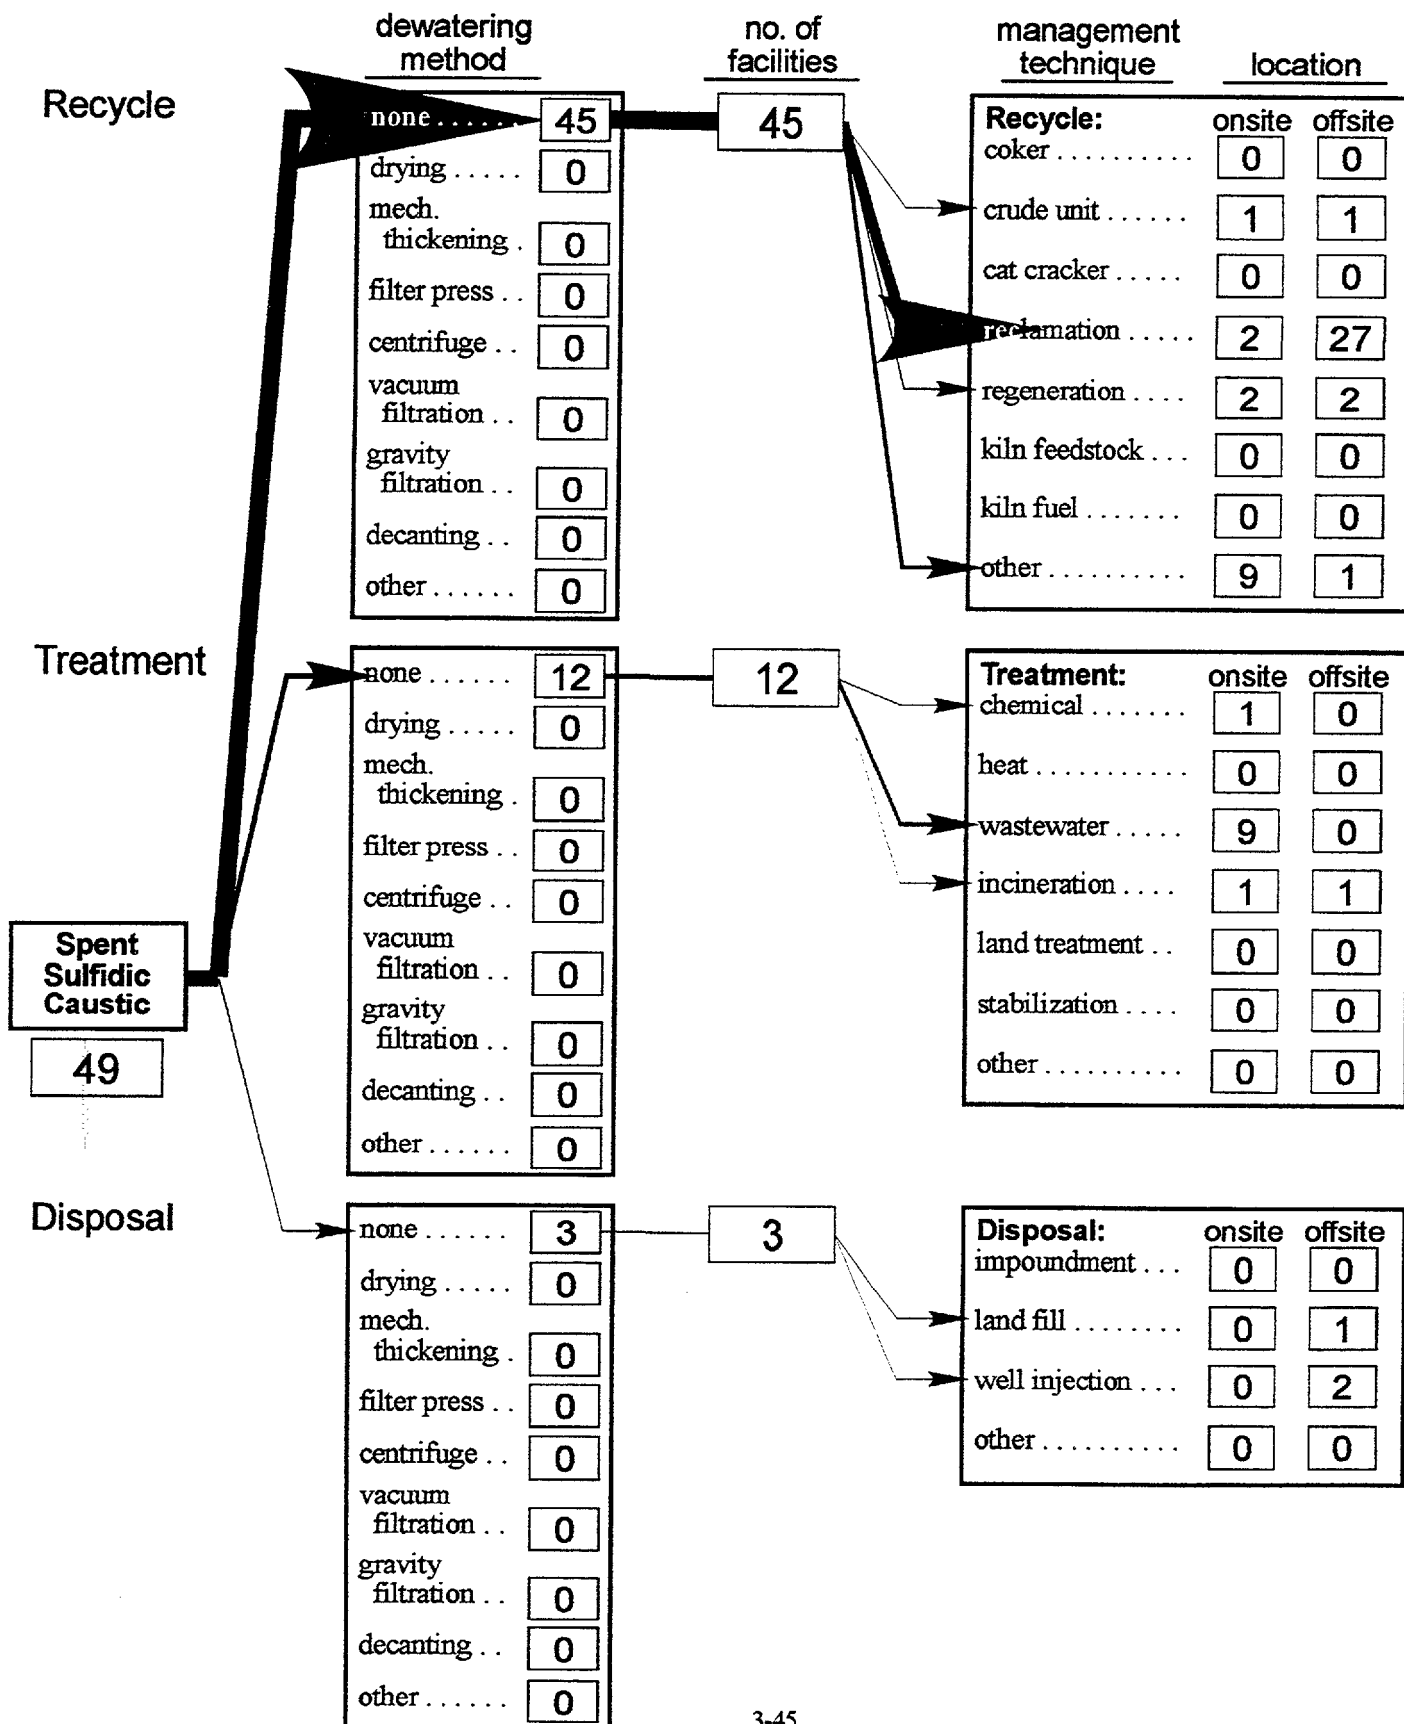 dewatering method no. of facilities management technique location
Recycle
none ...... 45 45
drying ..... 0
mech.
thickening . 0
filter press .. 0
centrifuge .. 0
vacuum
filtration .. 0
gravity
filtration .. 0
decanting .. 0
other ...... 0
Recycle: onsite offsite
coker .......... 0 0
crude unit ...... 1 1
cat cracker ..... 0 0
reclamation ..... 2 27
regeneration .... 2 2
kiln feedstock ... 0 0
kiln fuel ....... 0 0
other .......... 9 1
Treatment
none ...... 12 12
drying ..... 0
mech.
thickening . 0
filter press .. 0
centrifuge .. 0
vacuum
filtration .. 0
gravity
filtration .. 0
decanting .. 0
other ...... 0
Treatment: onsite offsite
chemical ....... 1 0
heat ........... 0 0
wastewater ..... 9 0
incineration .... 1 1
land treatment .. 0 0
stabilization .... 0 0
other .......... 0 0
Spent
Sulfidic
Caustic
49
Disposal
none ...... 3 3
drying ..... 0
mech.
thickening . 0
filter press .. 0
centrifuge .. 0
vacuum
filtration .. 0
gravity
filtration .. 0
decanting .. 0
other ...... 0
Disposal: onsite offsite
impoundment ... 0 0
land fill ........ 0 1
well injection ... 0 2
other .......... 0 0
3-45